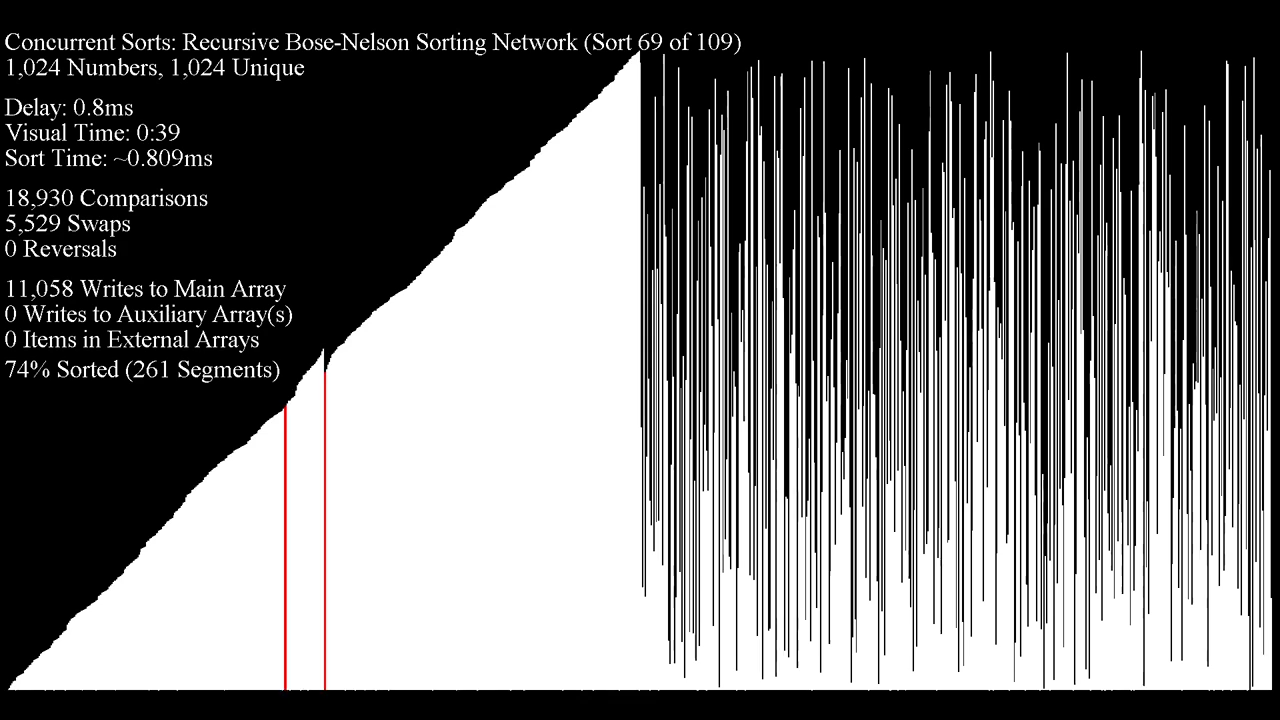 Concurrent Sorts: Recursive Bose-Nelson Sorting Network (Sort 69 of 109)
1,024 Numbers, 1,024 Unique
Delay: 0.8ms
Visual Time: 0:39
Sort Time: ~0.809ms
18,930 Comparisons
5,529 Swaps
0 Reversals
11,058 Writes to Main Array
0 Writes to Auxiliary Array(s)
0 Items in External Arrays
74% Sorted (261 Segments)